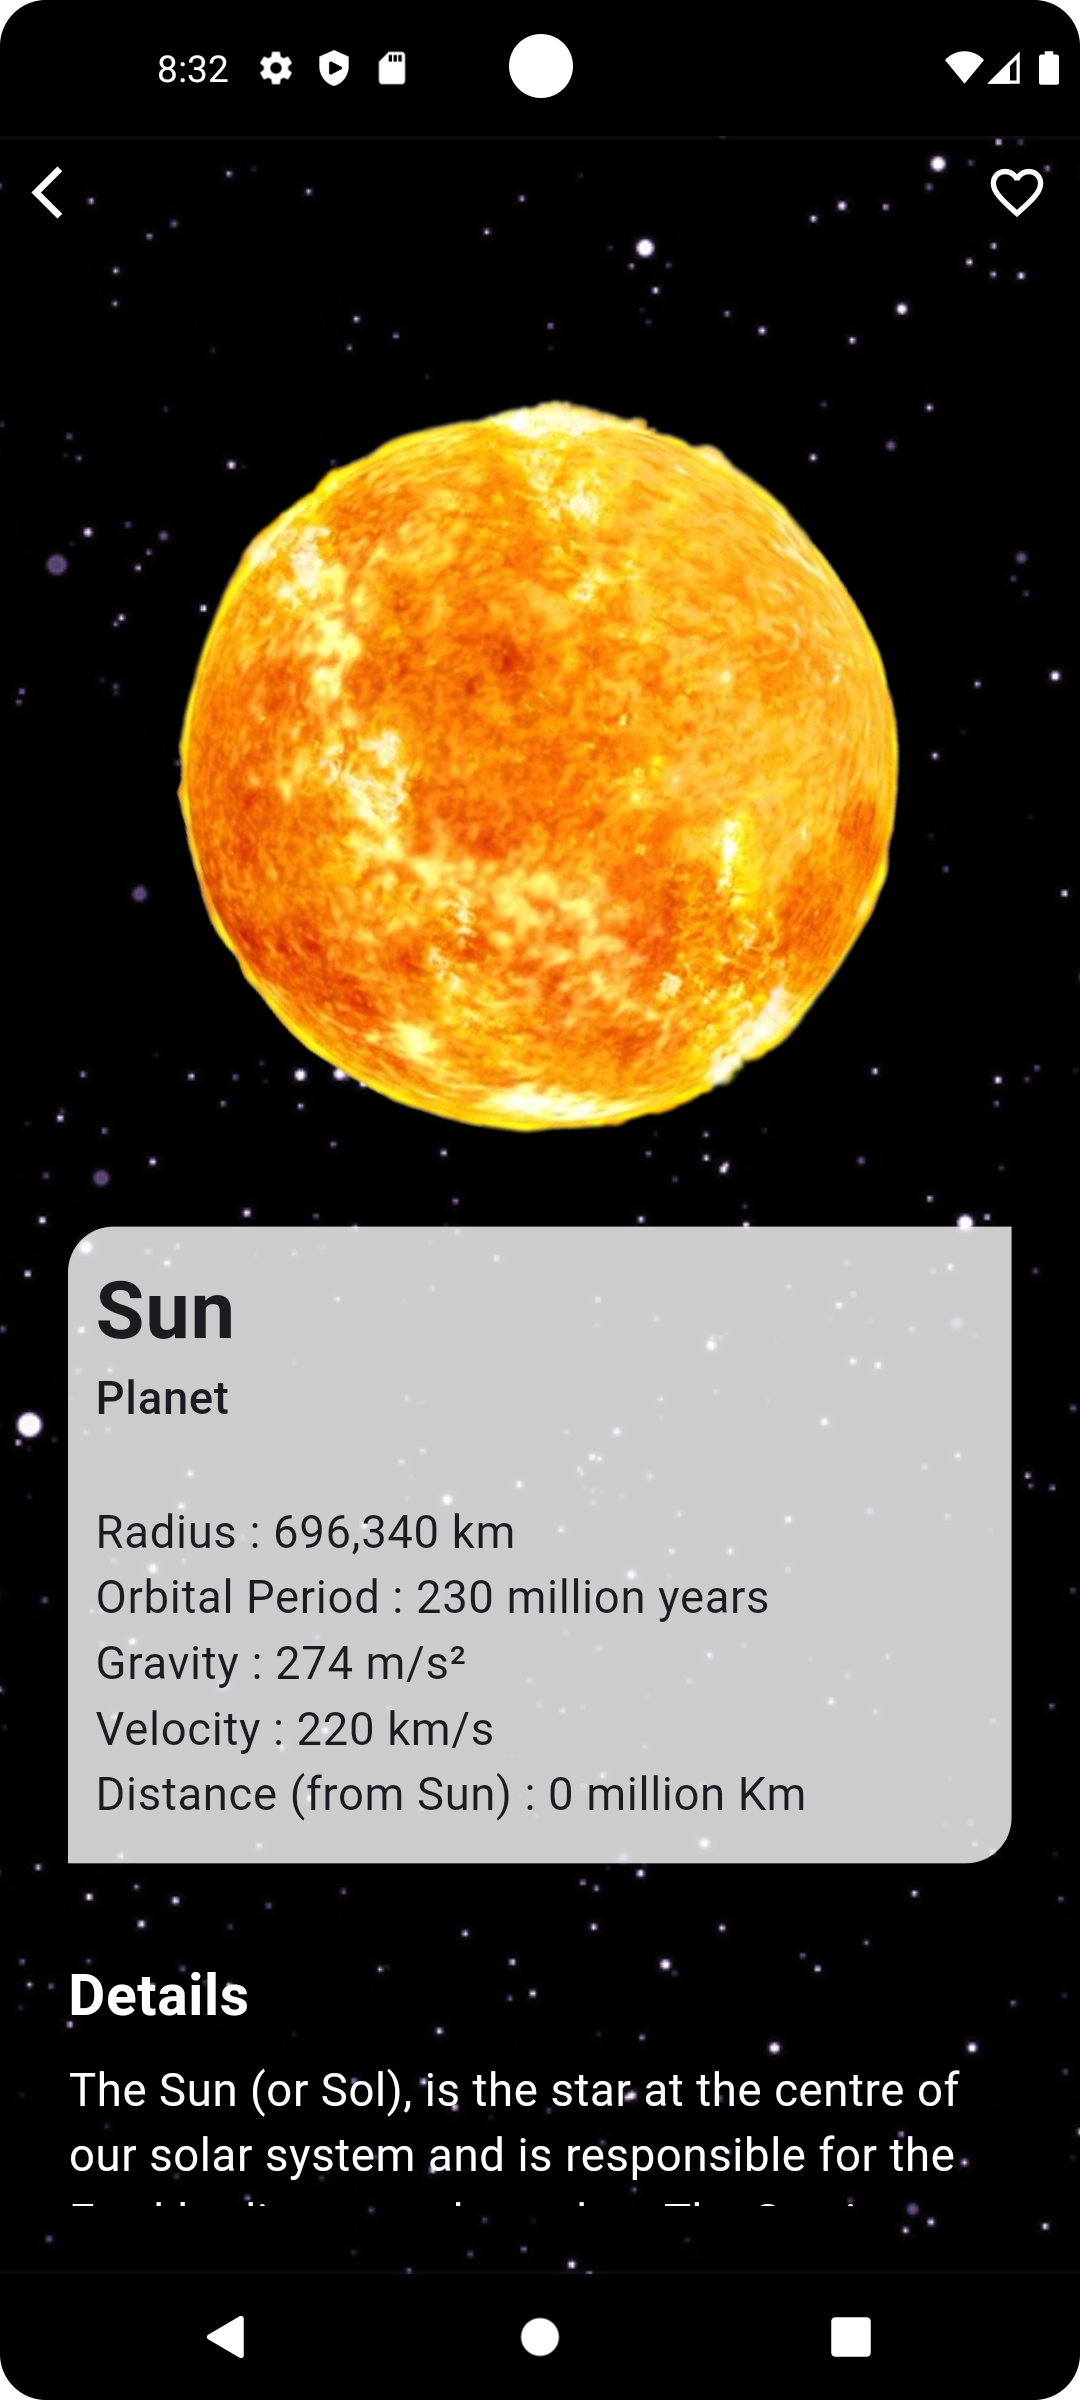 8:32
Sun
Planet
Radius : 696,340 km
Orbital Period : 230 million years
Gravity : 274 m/s²
Velocity : 220 km/s
Distance (from Sun) : 0 million Km
Details
The Sun (or Sol), is the star at the centre of
our solar system and is responsible for the